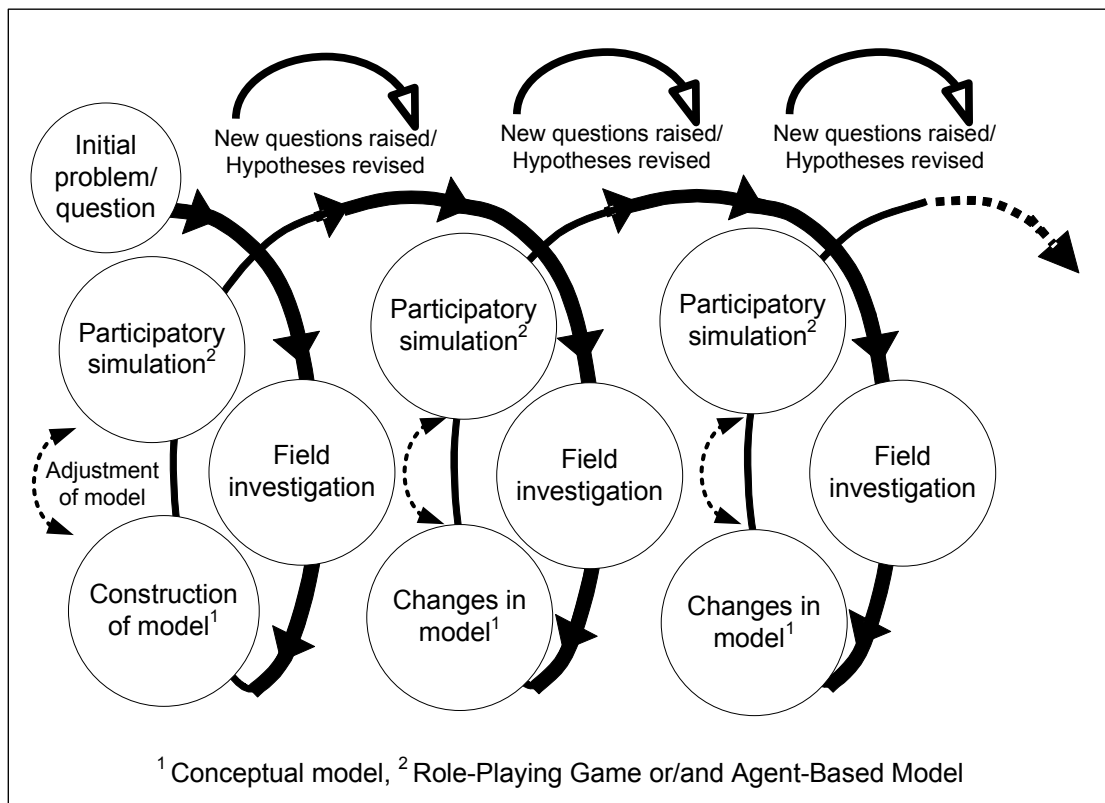 Initial
problem/
question
New questions raised/
Hypotheses revised
New questions raised/
Hypotheses revised
New questions raised/
Hypotheses revised
Participatory
simulation²
Participatory
simulation²
Participatory
simulation²
Adjustment
of model
Field
investigation
Field
investigation
Field
investigation
Construction
of model¹
Changes in
model¹
Changes in
model¹
¹ Conceptual model, ² Role-Playing Game or/and Agent-Based Model